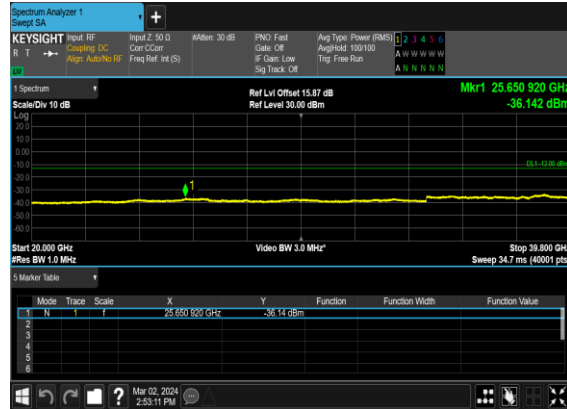 Spectrum Analyzer 1
Swept SA
+
KEYSIGHT Input: RF Input Z: 50 Ω #Atten: 30 dB PNO: Fast Avg Type: Power (RMS) 1 2 3 4 5 6
R T Coupling: DC Corr CCorr Gate: Off Avg|Hold: 100/100 A W W W W W
Align: Auto/No RF Freq Ref: Int (S) IF Gain: Low Trig: Free Run
Sig Track: Off A N N N N N
1 Spectrum Ref Lvl Offset 15.87 dB Mkr1 25.650 920 GHz
Scale/Div 10 dB Ref Level 30.00 dBm -36.142 dBm
Log
20.0
10.0
0.00
-10.0 DL1 -13.00 dBm
-20.0
-30.0 1
-40.0
-50.0
-60.0
Start 20.000 GHz Video BW 3.0 MHz* Stop 39.800 GHz
#Res BW 1.0 MHz Sweep 34.7 ms (40001 pts)
5 Marker Table
Mode Trace Scale X Y Function Function Width Function Value
1 N 1 f 25.650 920 GHz -36.14 dBm
2
3
4
5
6
? Mar 02, 2024
2:53:11 PM